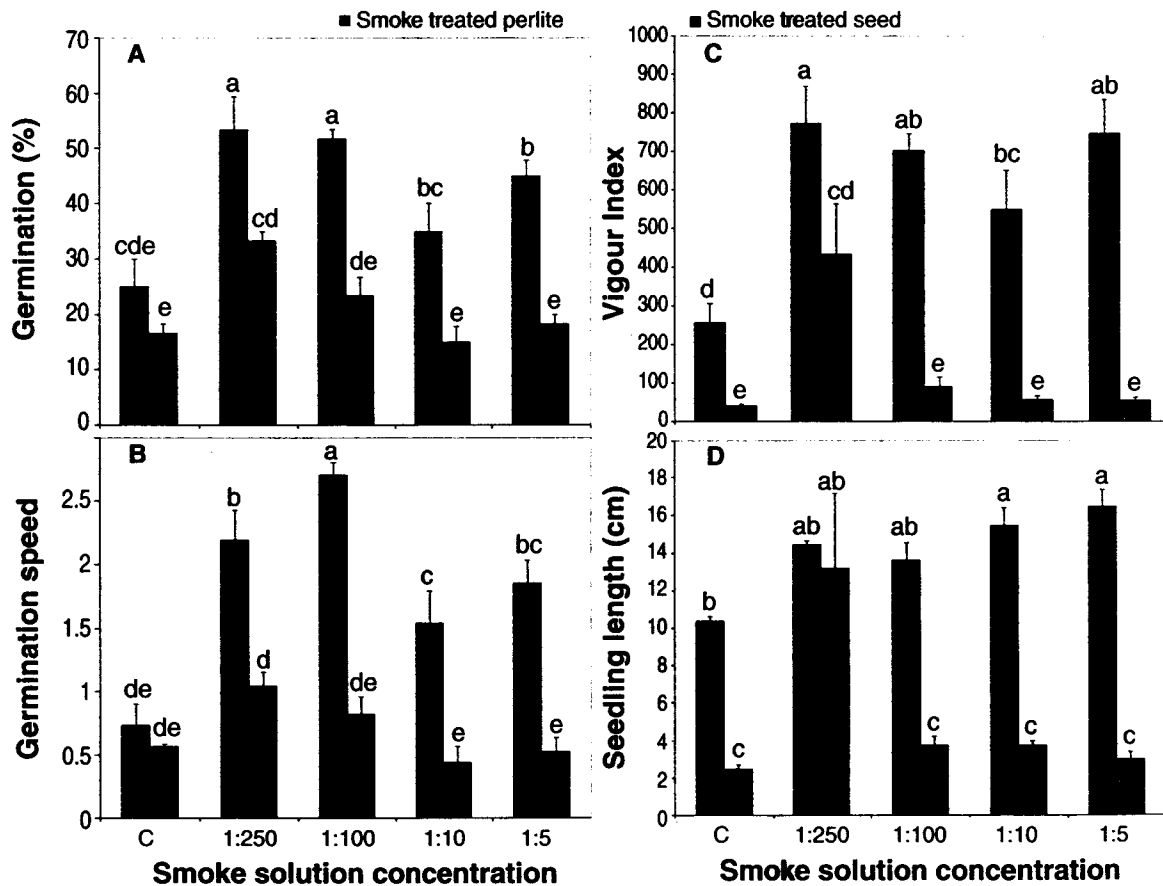 ■ Smoke treated perlite
■ Smoke treated seed
A
Germination (%)
70
60
50
40
30
20
10
0
cde
e
a
cd
a
de
bc
e
b
e
B
Germination speed
2.5
2
1.5
1
0.5
0
de
de
b
d
a
de
c
e
bc
e
C
1:250
1:100
1:10
1:5
Smoke solution concentration
C
Vigour Index
1000
900
800
700
600
500
400
300
200
100
0
d
e
a
cd
ab
e
bc
e
ab
e
D
Seedling length (cm)
20
18
16
14
12
10
8
6
4
2
0
b
c
ab
ab
ab
c
a
c
a
c
C
1:250
1:100
1:10
1:5
Smoke solution concentration